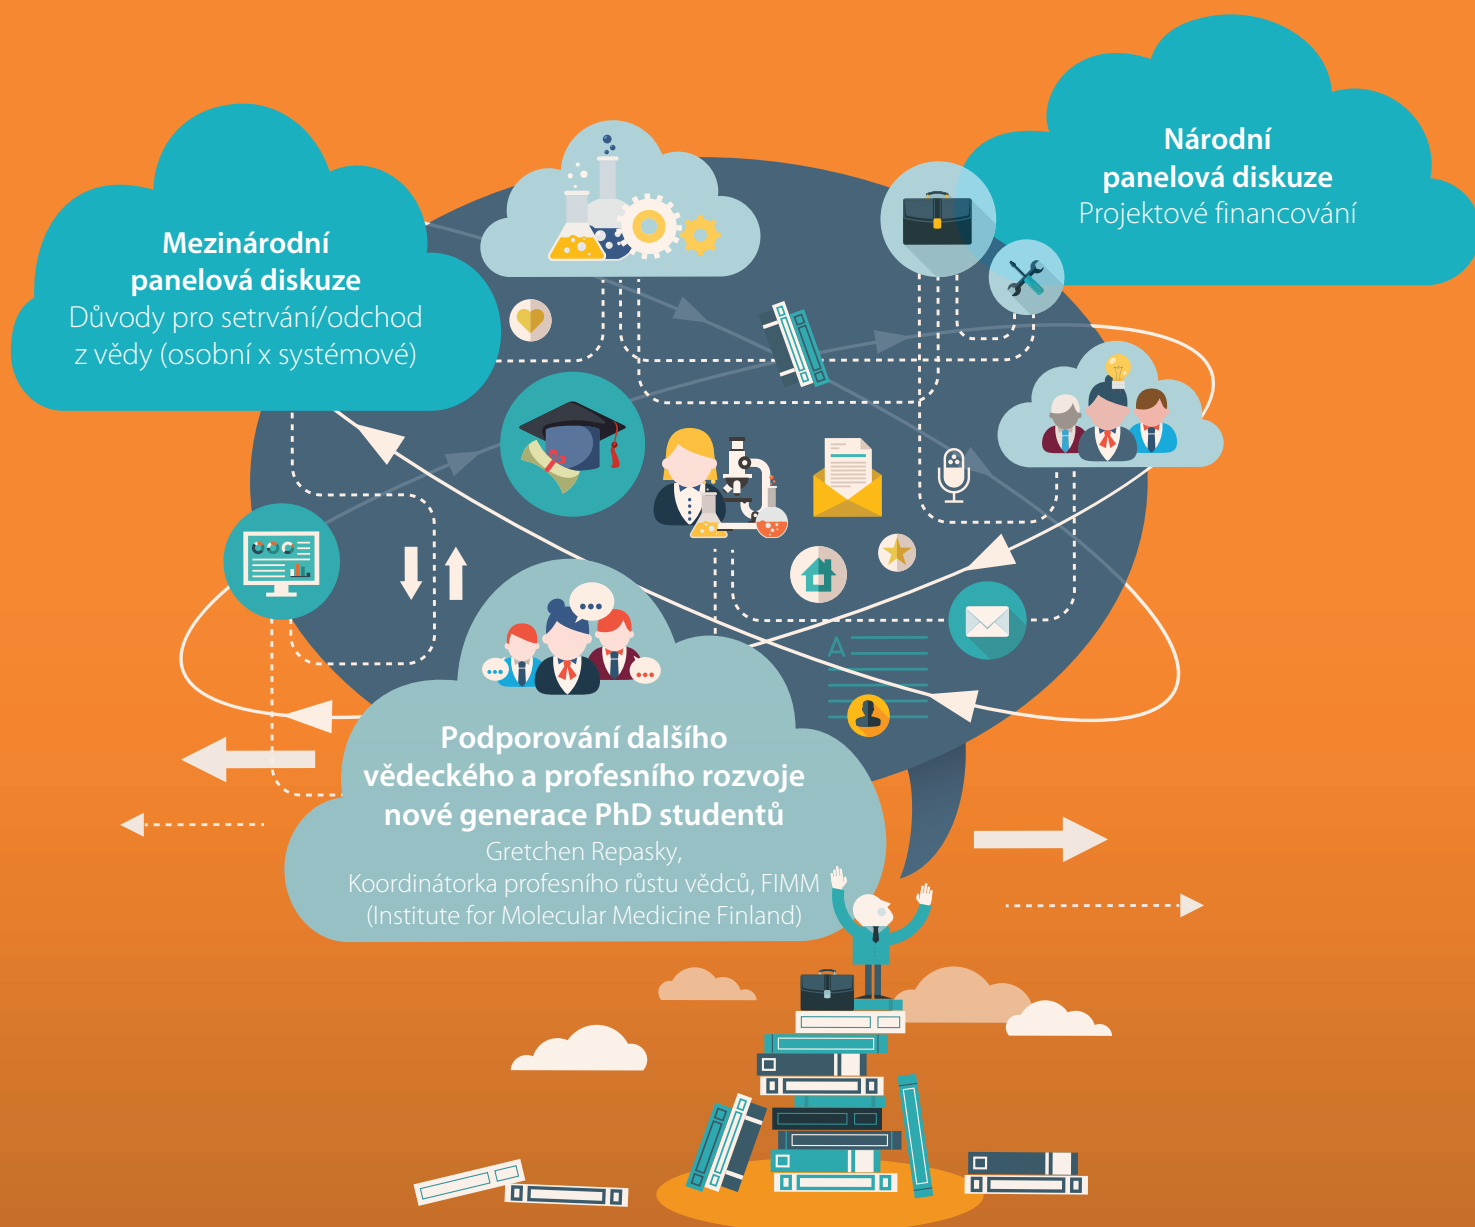 Mezinárodní
panelová diskuze
Důvody pro setrvání/odchod
z vědy (osobní x systémové)
Národní
panelová diskuze
Projektové financování
A
Podporování dalšího
vědeckého a profesního rozvoje
nové generace PhD studentů
Gretchen Repasky,
Koordinátorka profesního růstu vědců, FIMM
(Institute for Molecular Medicine Finland)